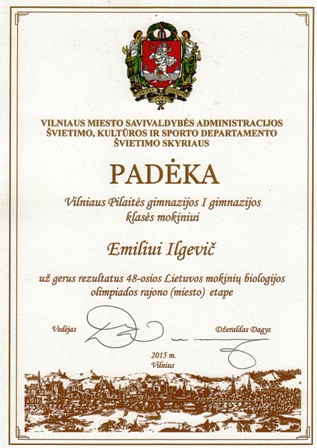 VILNIAUS MIESTO SAVIVALDYBĖS ADMINISTRACIJOS
ŠVIETIMO, KULTŪROS IR SPORTO DEPARTAMENTO
ŠVIETIMO SKYRIAUS
PADĖKA
Vilniaus Pilaitės gimnazijos I gimnazijos
klasės mokiniui
Emiliui Ilgevič
už gerus rezultatus 48-osios Lietuvos mokinių biologijos
olimpiados rajono (miesto) etape
Vedėjas Džeraldas Dagys
2015 m.
Vilnius